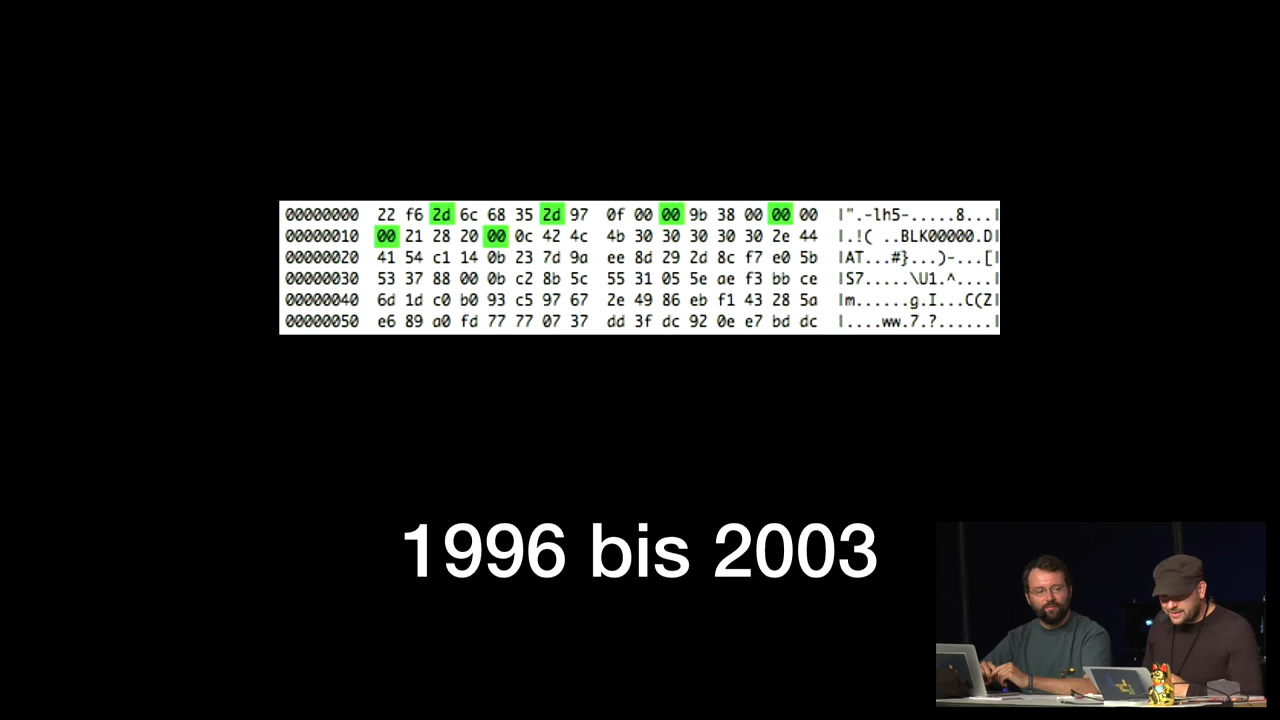 00000000  22 f6 2d 6c 68 35 2d 97  0f 00 00 9b 38 00 00 00  |".-lh5-.....8...|
00000010  00 21 28 20 00 0c 42 4c  4b 30 30 30 30 30 2e 44  |.!( ..BLK00000.D|
00000020  41 54 c1 14 0b 23 7d 9a  ee 8d 29 2d 8c f7 e0 5b  |AT...#}...)-...[|
00000030  53 37 88 00 0b c2 8b 5c  55 31 05 5e ae f3 bb ce  |S7.....\U1.^....|
00000040  6d 1d c0 b0 93 c5 97 67  2e 49 86 eb f1 43 28 5a  |m......g.I...C(Z|
00000050  e6 89 a0 fd 77 77 07 37  dd 3f dc 92 0e e7 bd dc  |....ww.7.?......|
1996 bis 2003